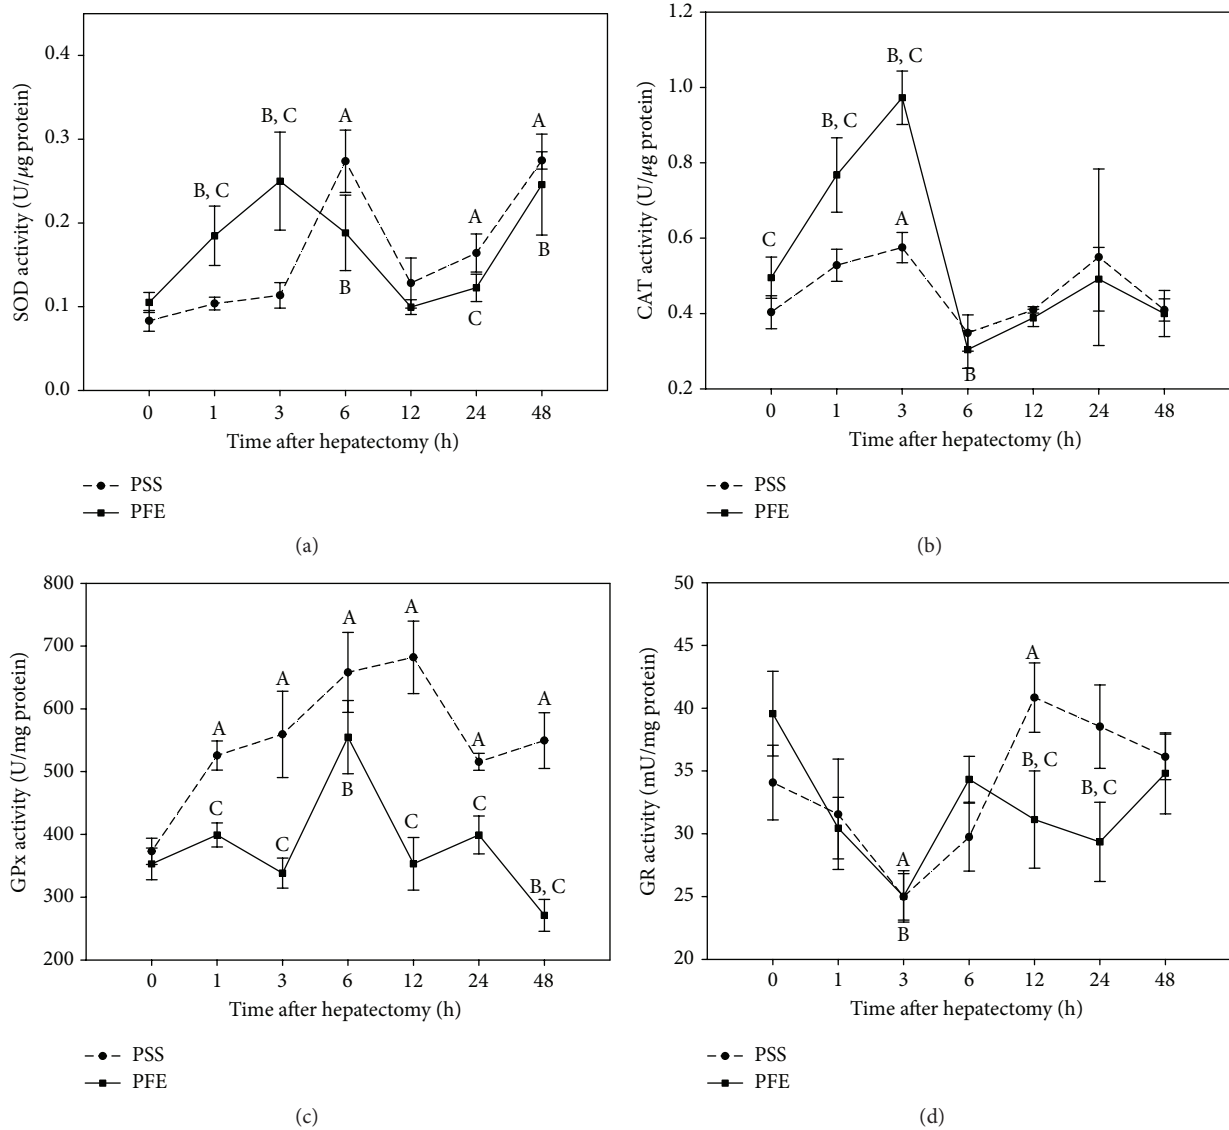 SOD activity (U/μg protein)
0.4
0.3
0.2
0.1
0.0
B, C
B, C
A
B
A
C
A
B
0 1 3 6 12 24 48
Time after hepatectomy (h)
PSS
PFE
(a)
CAT activity (U/μg protein)
1.2
1.0
0.8
0.6
0.4
0.2
C
B, C
B, C
A
B
0 1 3 6 12 24 48
Time after hepatectomy (h)
PSS
PFE
(b)
GPx activity (U/mg protein)
800
700
600
500
400
300
200
A
C
A
C
A
B
A
C
A
C
A
B, C
0 1 3 6 12 24 48
Time after hepatectomy (h)
PSS
PFE
(c)
GR activity (mU/mg protein)
50
45
40
35
30
25
20
A
B
A
B, C
B, C
0 1 3 6 12 24 48
Time after hepatectomy (h)
PSS
PFE
(d)